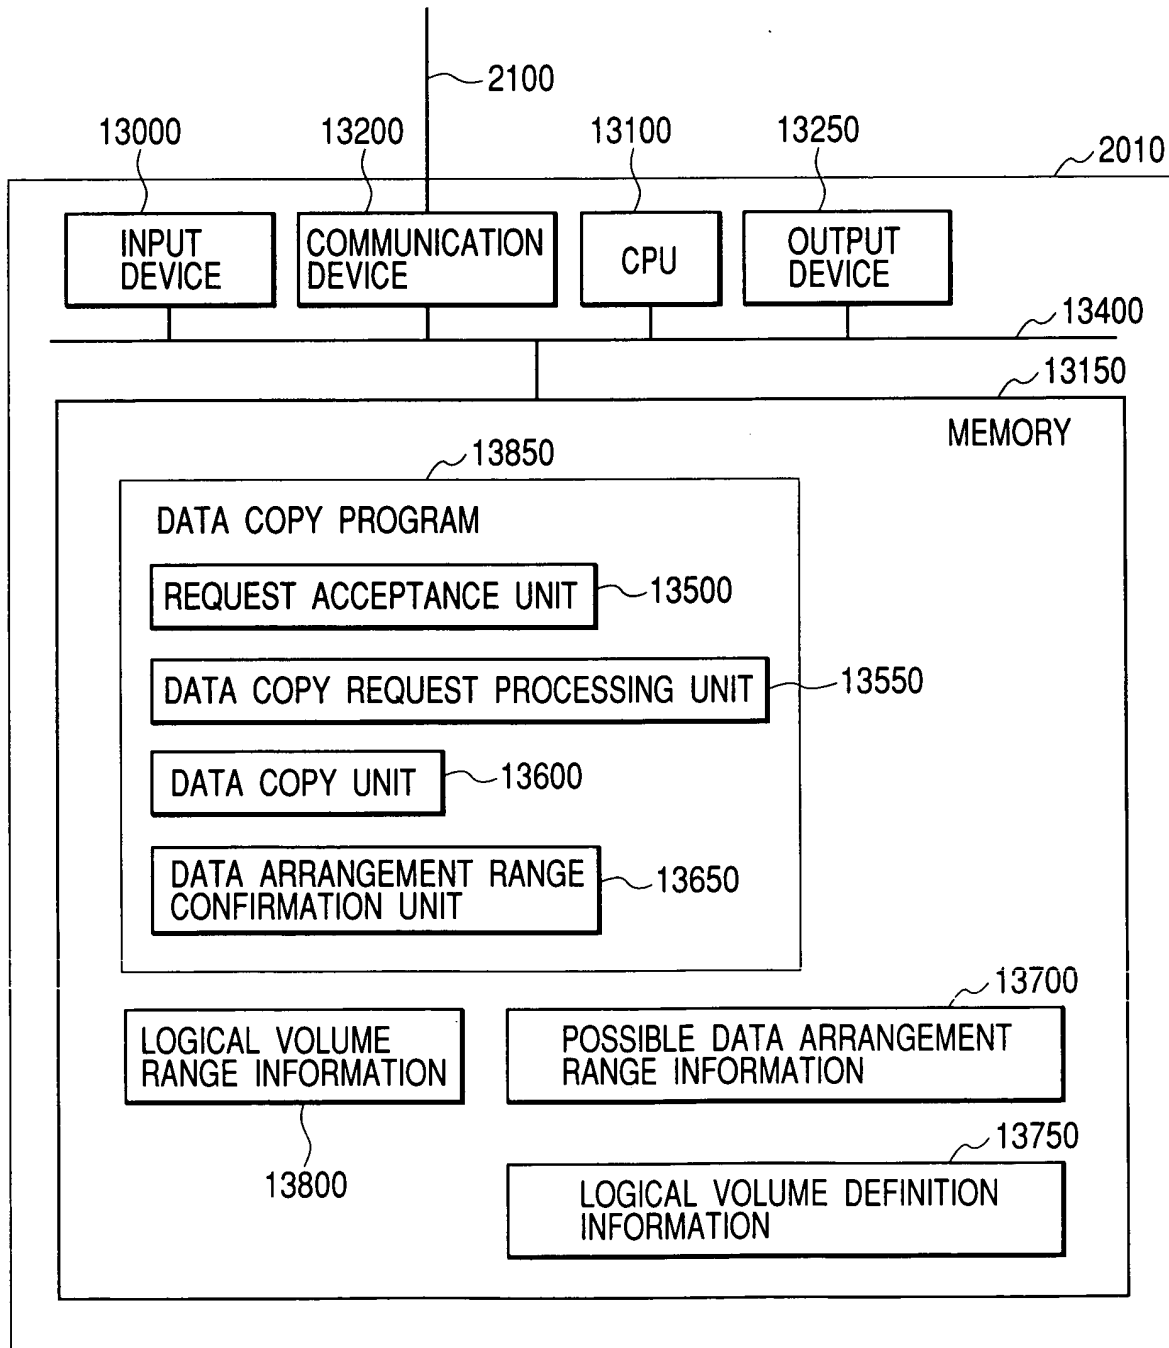 2100
13000
13200
13100
13250
2010
INPUT
DEVICE
COMMUNICATION
DEVICE
CPU
OUTPUT
DEVICE
13400
13150
MEMORY
13850
DATA COPY PROGRAM
REQUEST ACCEPTANCE UNIT
13500
DATA COPY REQUEST PROCESSING UNIT
13550
DATA COPY UNIT
13600
DATA ARRANGEMENT RANGE
CONFIRMATION UNIT
13650
13700
LOGICAL VOLUME
RANGE INFORMATION
POSSIBLE DATA ARRANGEMENT
RANGE INFORMATION
13800
13750
LOGICAL VOLUME DEFINITION
INFORMATION